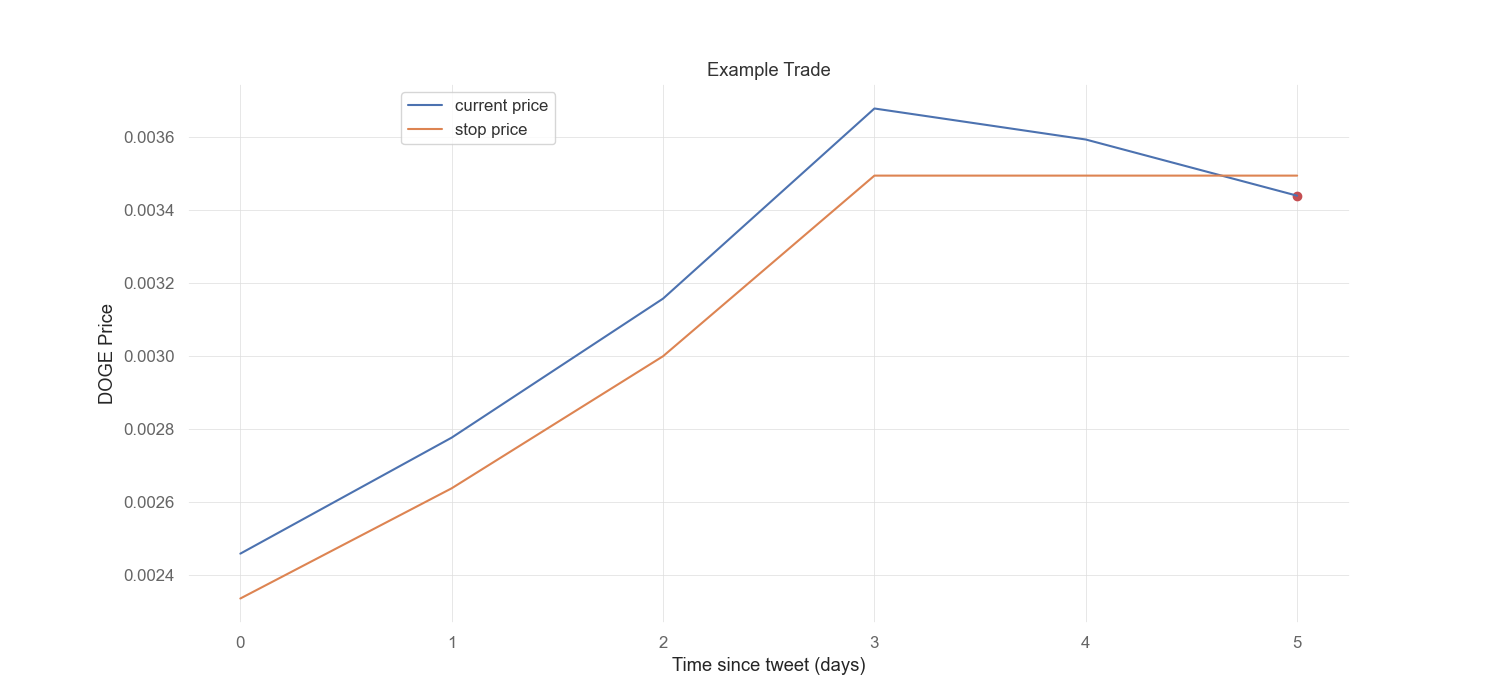 Example Trade
current price
stop price
0.0036
0.0034
0.0032
0.0030
0.0028
0.0026
0.0024
DOGE Price
0 1 2 3 4 5
Time since tweet (days)